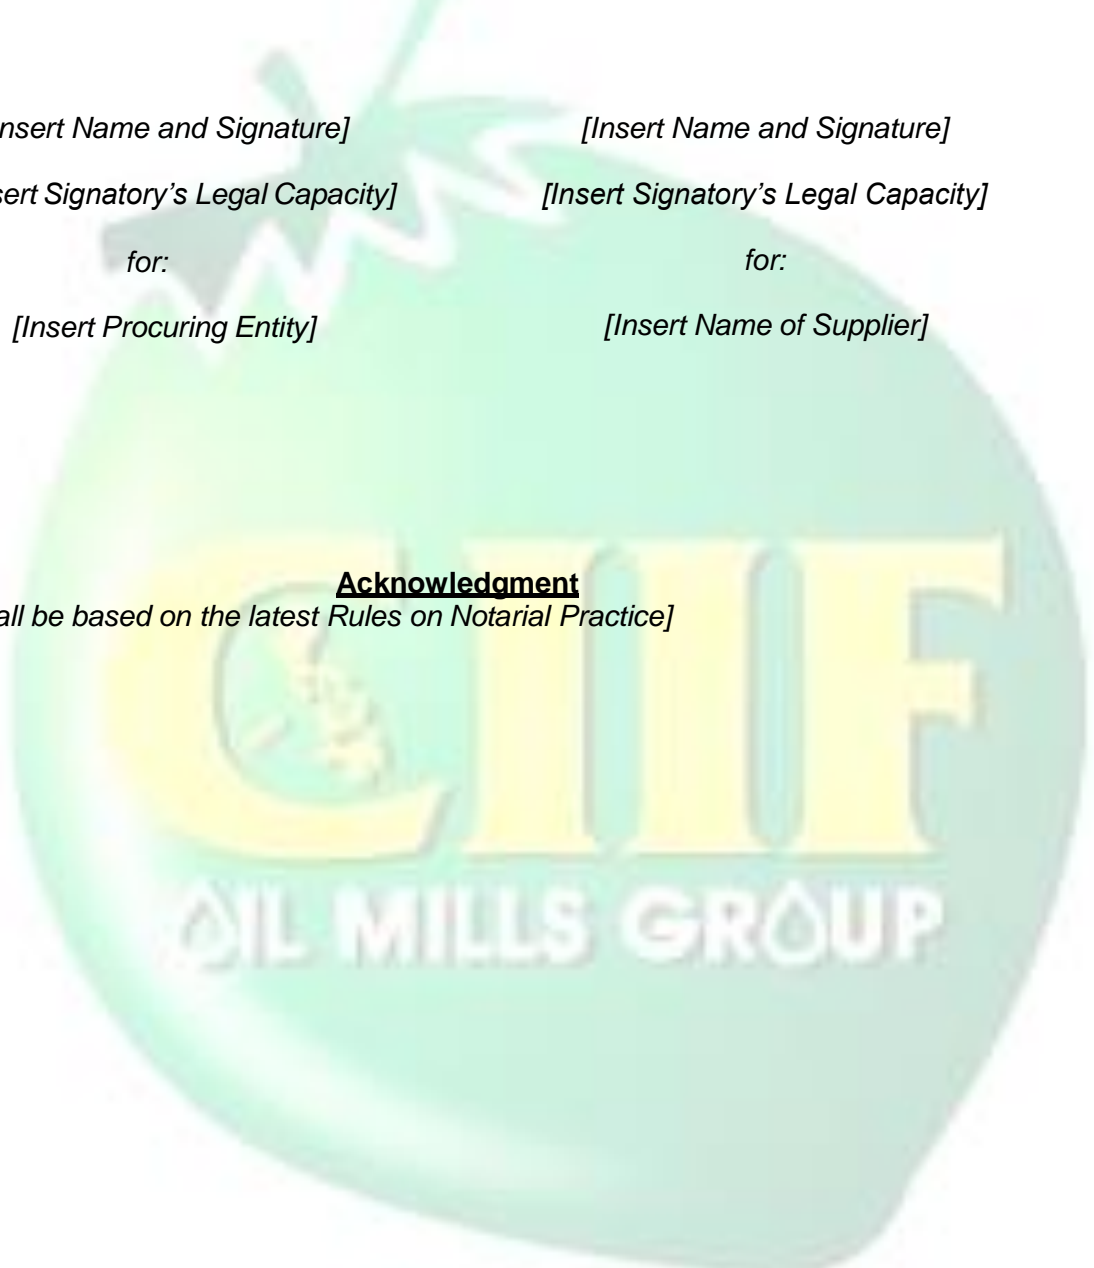 nsert Name and Signature]
sert Signatory’s Legal Capacity]
for:
[Insert Procuring Entity]
[Insert Name and Signature]
[Insert Signatory’s Legal Capacity]
for:
[Insert Name of Supplier]
Acknowledgment
all be based on the latest Rules on Notarial Practice]
CIIF
OIL MILLS GROUP